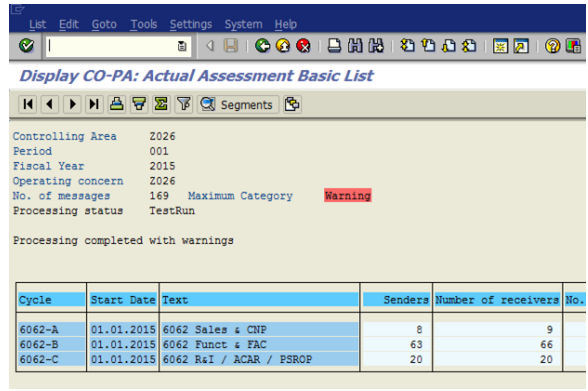 List Edit Goto Tools Settings System Help
Display CO-PA: Actual Assessment Basic List
Segments
Controlling Area Z026
Period 001
Fiscal Year 2015
Operating concern Z026
No. of messages 169 Maximum Category Warning
Processing status TestRun
Processing completed with warnings
Cycle Start Date Text Senders Number of receivers No.
6062-A 01.01.2015 6062 Sales & CNP 8 9
6062-B 01.01.2015 6062 Funct & FAC 63 66
6062-C 01.01.2015 6062 R&I / ACAR / PSROP 20 20